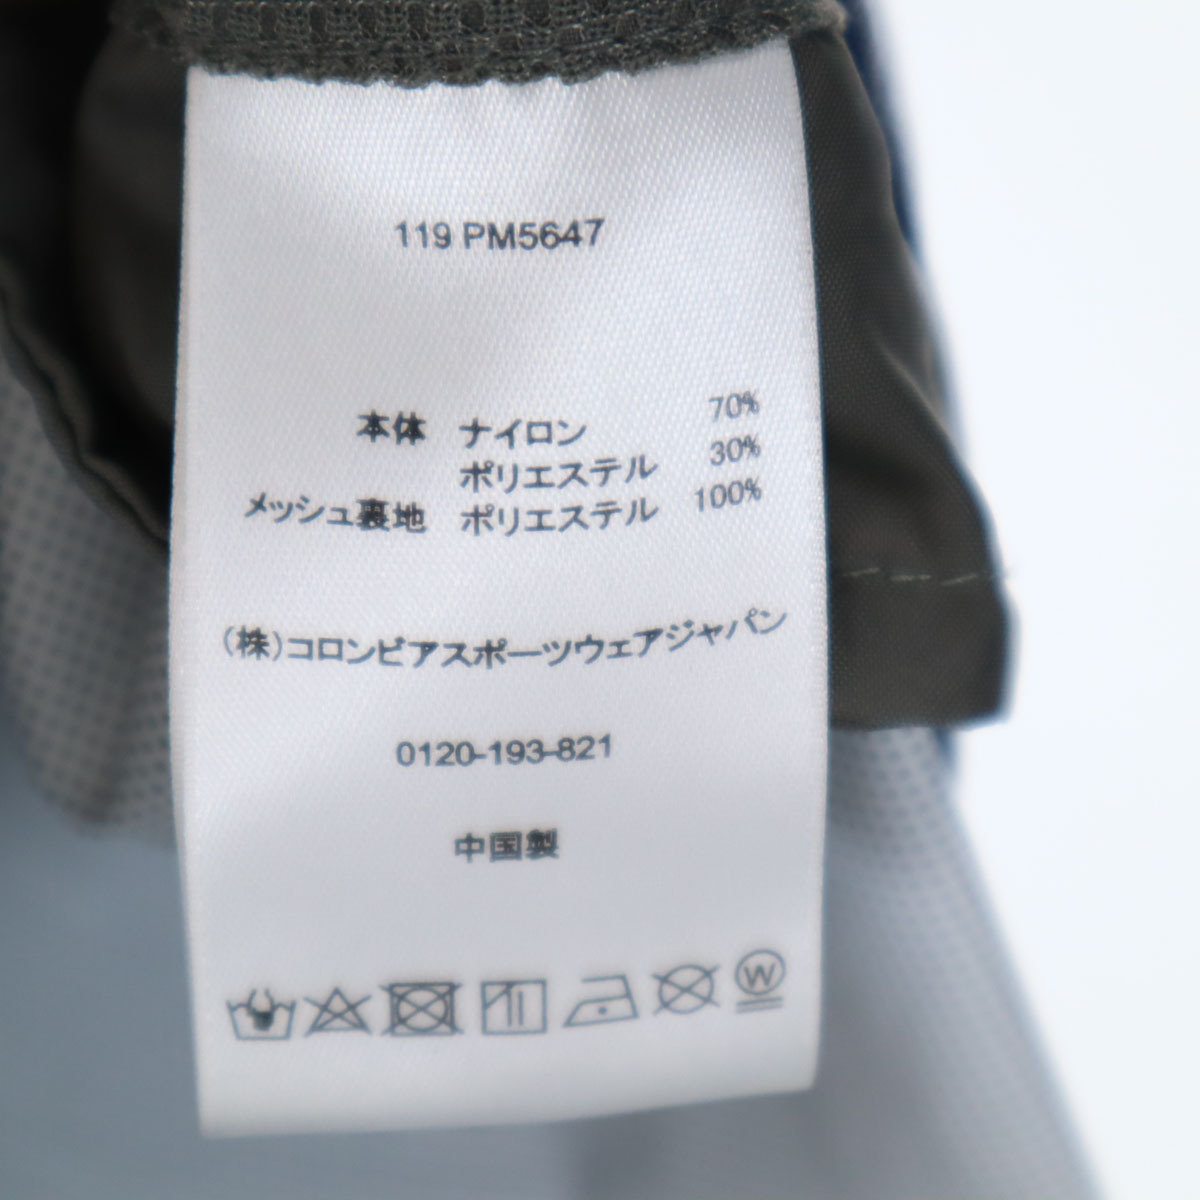 119 PM5647
本体 ナイロン 70%
ポリエステル 30%
メッシュ裏地 ポリエステル 100%
(株)コロンビアスポーツウェアジャパン
0120-193-821
中国製
W